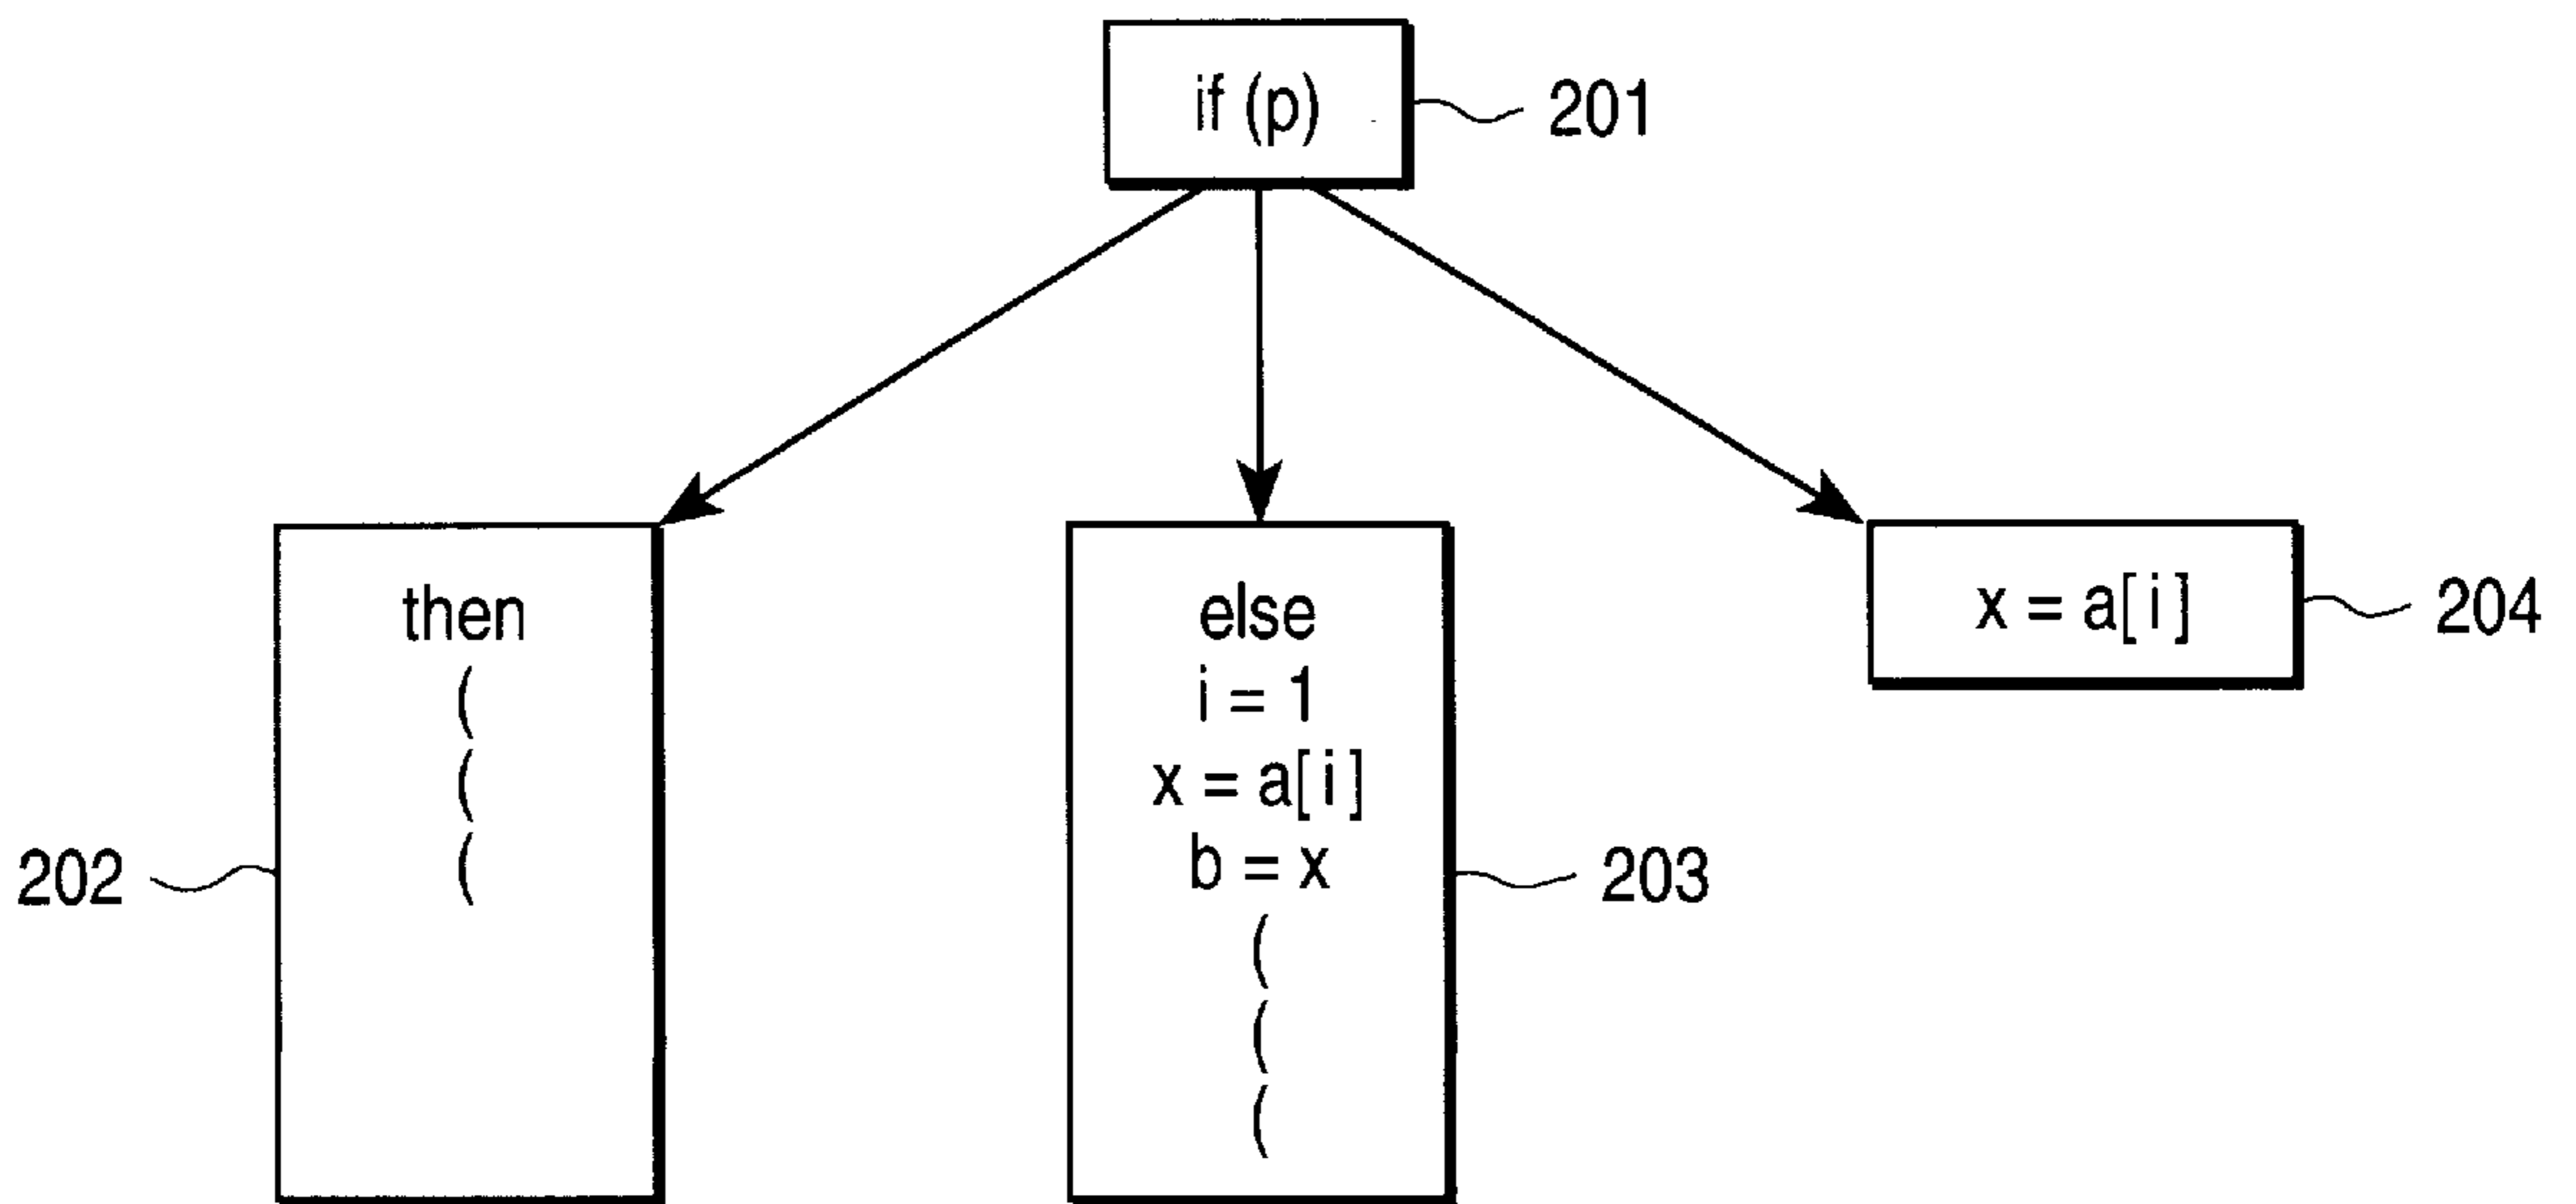 if (p)
201
then
(
(
(
202
else
i = 1
x = a[i]
b = x
(
(
(
203
x = a[i]
204